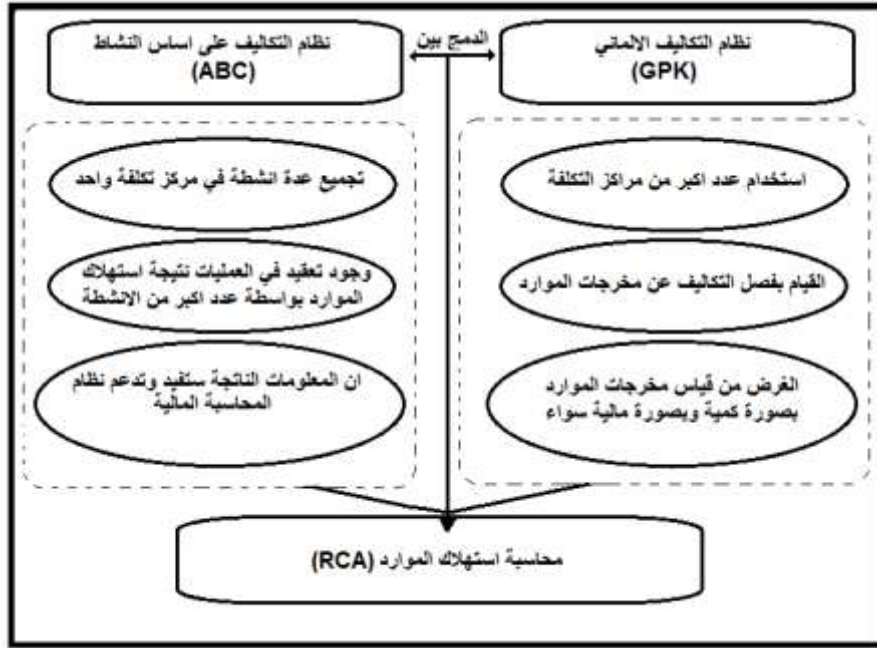 نظام التكاليف الالماني
(GPK)
الدمج بين
نظام التكاليف على اساس النشاط
(ABC)
استخدام عدد اكبر من مراكز التكلفة
القيام بفصل التكاليف عن مخرجات الموارد
الغرض من قياس مخرجات الموارد
بصورة كمية وبصورة مالية سواء
تجميع عدة انشطة في مركز تكلفة واحد
وجود تعقيد في العمليات نتيجة استهلاك
الموارد بواسطة عدد اكبر من الانشطة
ان المعلومات الناتجة ستفيد وتدعم نظام
المحاسبة المالية
محاسبة استهلاك الموارد (RCA)